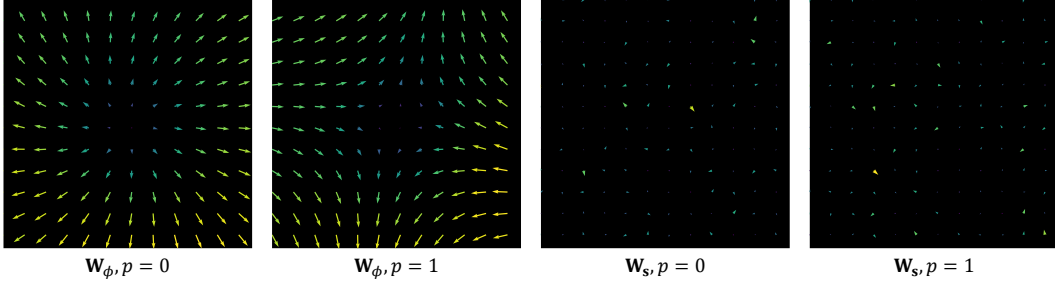 W_ϕ, p = 0
W_ϕ, p = 1
W_s, p = 0
W_s, p = 1